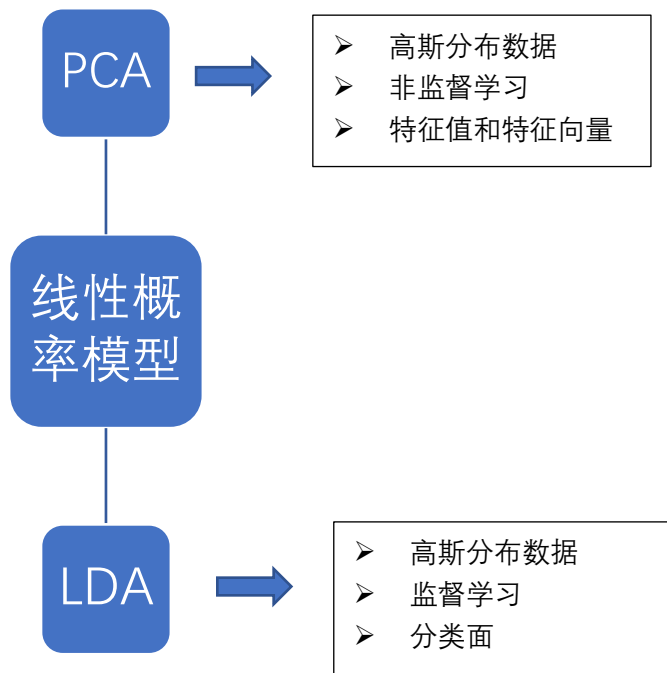 PCA
➢ 高斯分布数据
➢ 非监督学习
➢ 特征值和特征向量
线性概
率模型
LDA
➢ 高斯分布数据
➢ 监督学习
➢ 分类面